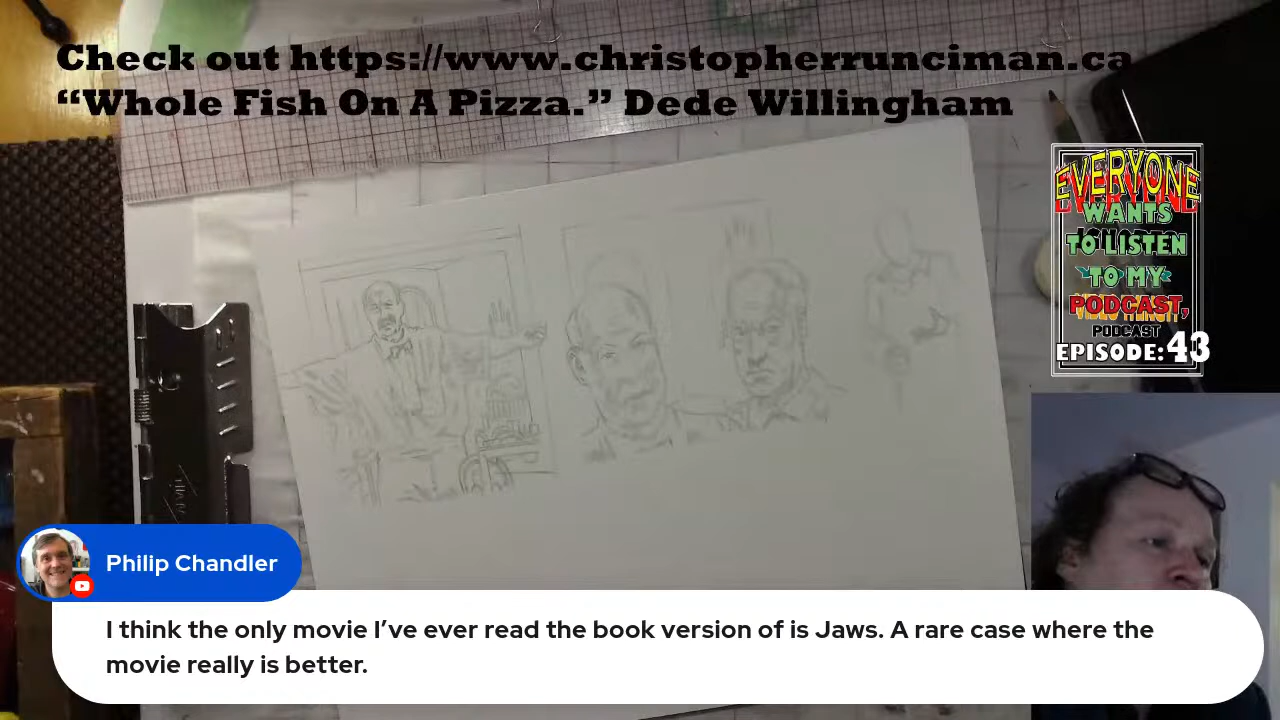 Check out https://www.christopherrunciman.ca
“Whole Fish On A Pizza.” Dede Willingham
EVERYONE
WANTS
TO LISTEN
TO MY
PODCAST,
PODCAST
EPISODE:43
Philip Chandler
I think the only movie I’ve ever read the book version of is Jaws. A rare case where the
movie really is better.